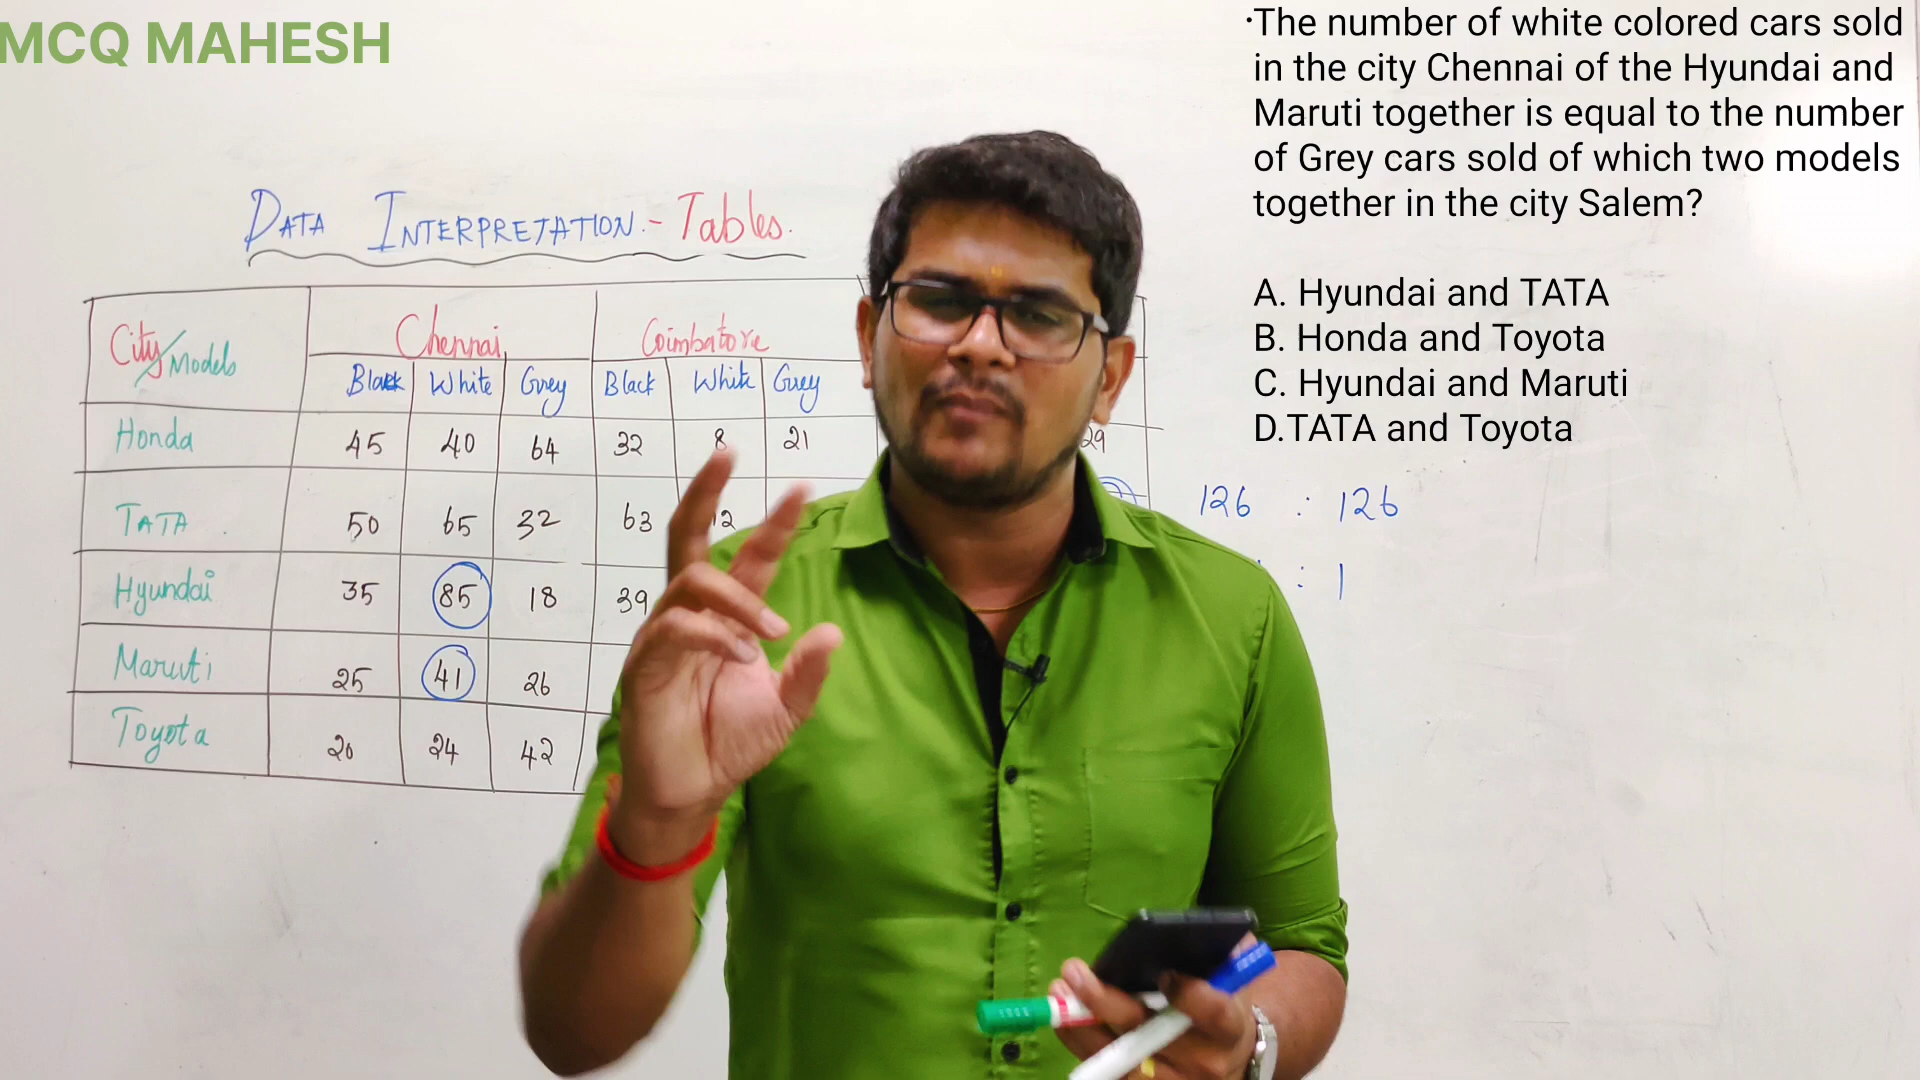 MCQ MAHESH
·The number of white colored cars sold
in the city Chennai of the Hyundai and
Maruti together is equal to the number
of Grey cars sold of which two models
together in the city Salem?
A. Hyundai and TATA
B. Honda and Toyota
C. Hyundai and Maruti
D.TATA and Toyota
DATA INTERPRETATION - Tables.
City/Models Chennai Coimbatore
Black White Grey Black White Grey
Honda 45 40 64 32 8 21 29
TATA 50 65 32 63 12
Hyundai 35 85 18 39
Maruti 25 41 26
Toyota 20 24 42
126 : 126
: 1